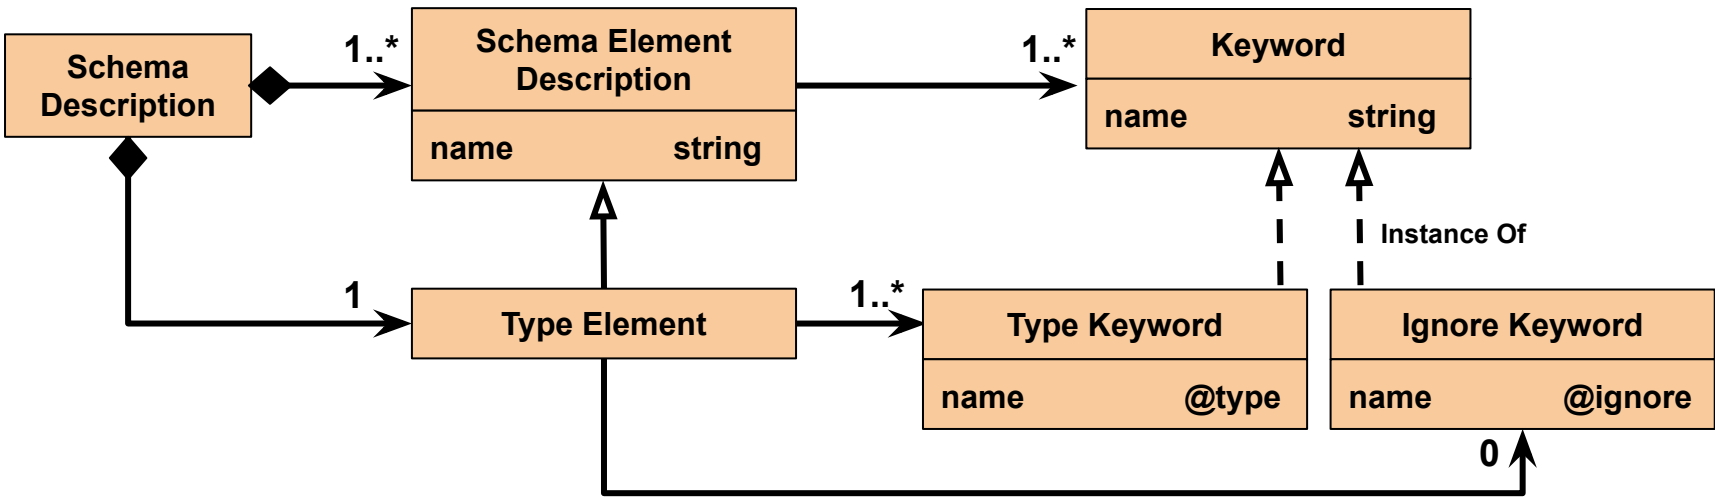 Schema
Description
1..*
Schema Element
Description
name string
1..*
Keyword
name string
Instance Of
1
Type Element
1..*
Type Keyword
name @type
Ignore Keyword
name @ignore
0